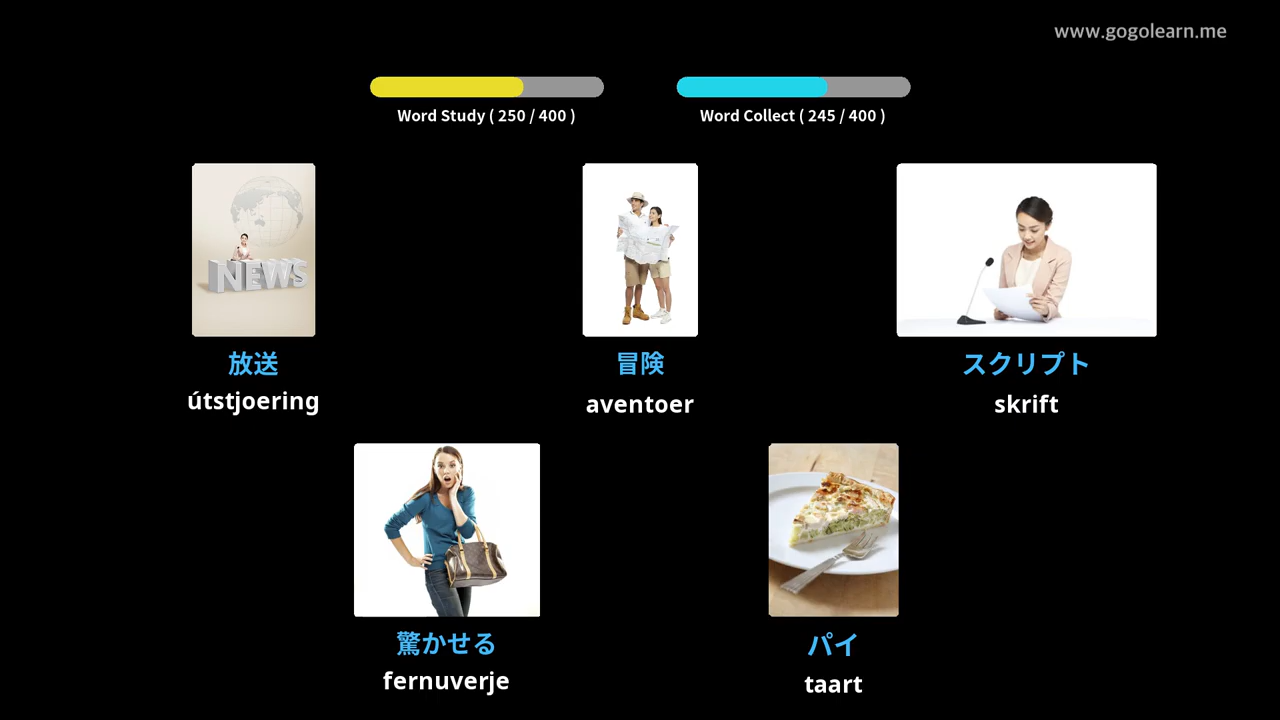 www.gogolearn.me
Word Study ( 250 / 400 )
Word Collect ( 245 / 400 )
NEWS
放送
冒険
スクリプト
útstjoering
aventoer
skrift
驚かせる
パイ
fernuverje
taart